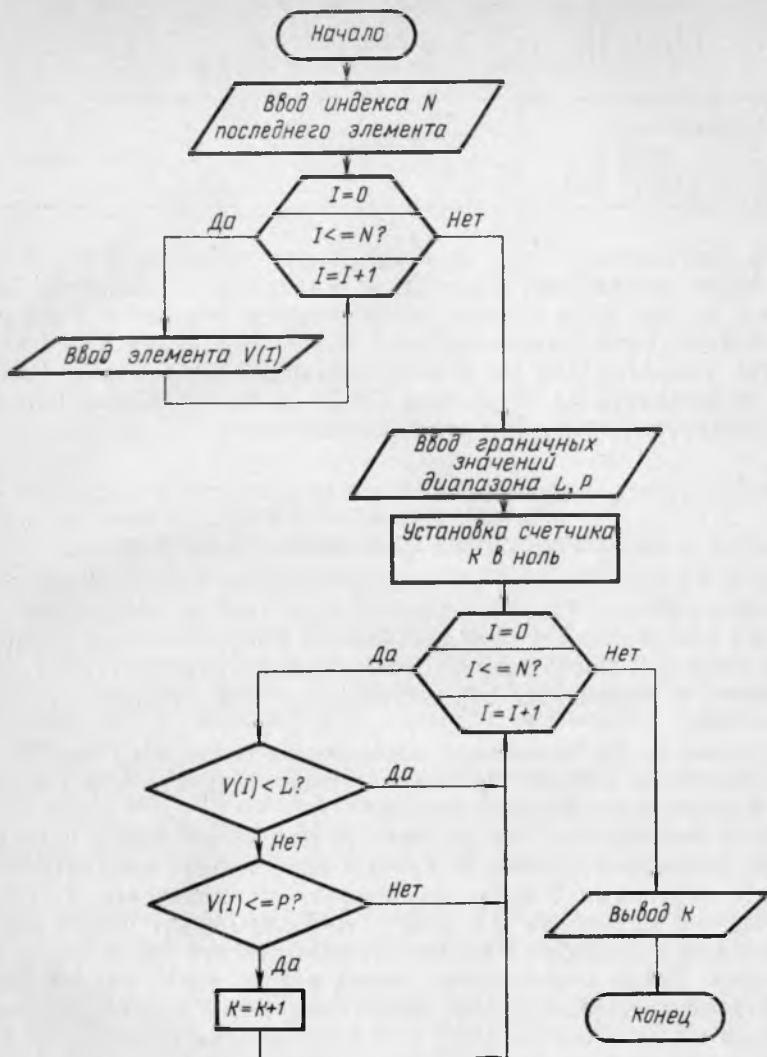 Начало
Ввод индекса N
последнего элемента
I=0
Да
I<=N?
Нет
I=I+1
Ввод элемента V(I)
Ввод граничных
значений
диапазона L, P
Установка счетчика
K в ноль
I=0
Да
I<=N?
Нет
I=I+1
V(I)<L?
Да
Нет
V(I)<=P?
Нет
Да
K=K+1
Вывод K
Конец